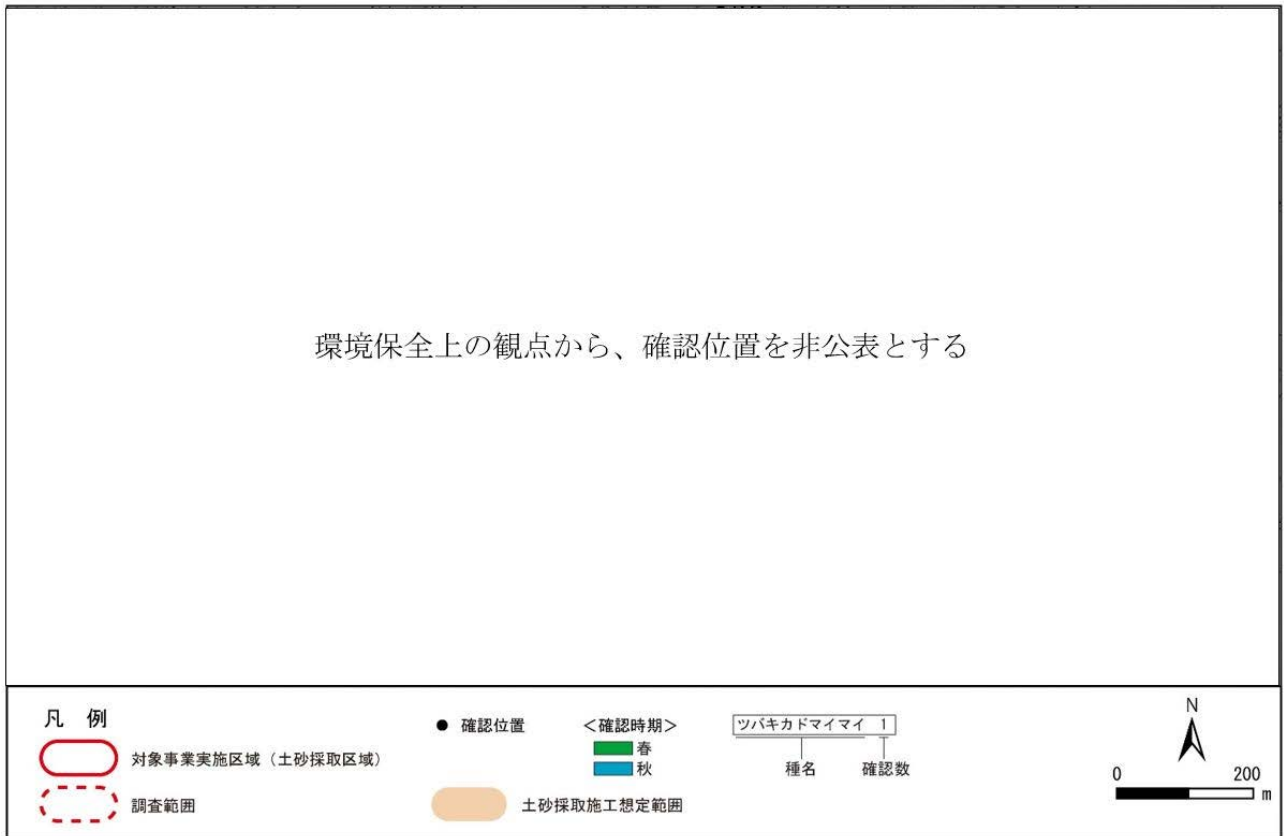 環境保全上の観点から、確認位置を非公表とする
凡 例
対象事業実施区域（土砂採取区域）
調査範囲
● 確認位置
＜確認時期＞
春
秋
土砂採取施工想定範囲
ツバキカドマイマイ 1
種名 確認数
N
0 200
m